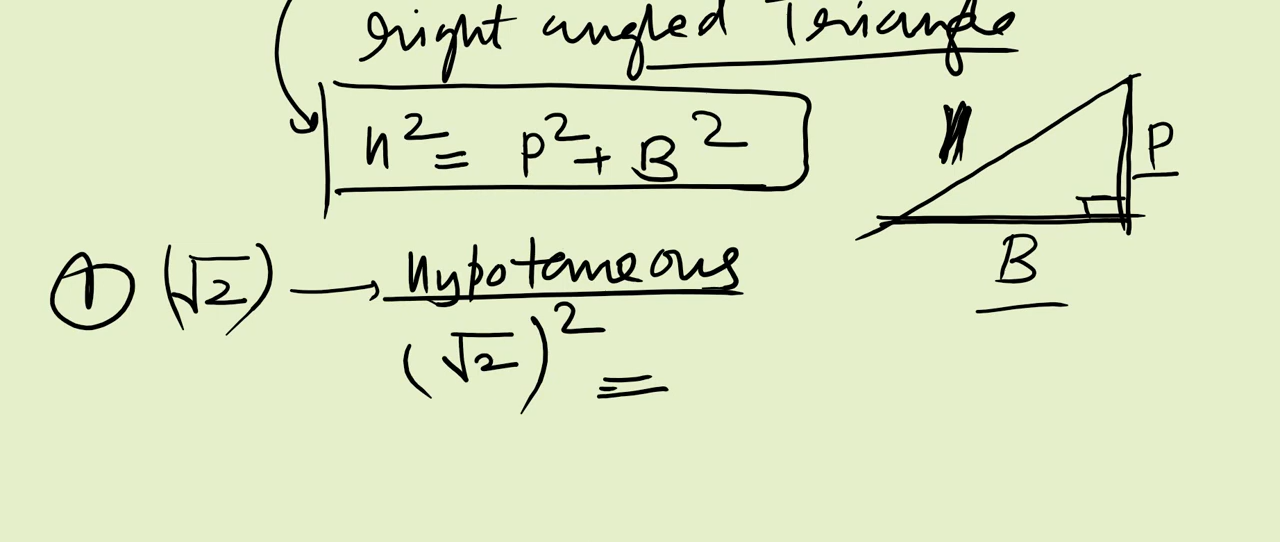 right angled Triangle
H² = P² + B²
H
P
B
① (√2) → Hypotaneous
(√2)² =